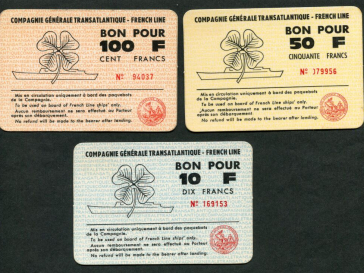 COMPAGNIE GÉNÉRALE TRANSATLANTIQUE - FRENCH LINE
BON POUR
100 F
CENT FRANCS
N° 94037
Mis en circulation uniquement à bord des paquebots
de la Compagnie.
To be used on board of French Line ships' only.
Aucun remboursement ne sera effectué au Porteur
après son débarquement.
No refund will be made to the bearer after landing.
COMPAGNIE GÉNÉRALE TRANSATLANTIQUE - FRENCH LINE
BON POUR
50 F
CINQUANTE FRANCS
N° 179956
Mis en circulation uniquement à bord des paquebots
de la Compagnie.
To be used on board of French Line ships' only.
Aucun remboursement ne sera effectué au Porteur
après son débarquement.
No refund will be made to the bearer after landing.
COMPAGNIE GÉNÉRALE TRANSATLANTIQUE - FRENCH LINE
BON POUR
10 F
DIX FRANCS
N° 169153
Mis en circulation uniquement à bord des paquebots
de la Compagnie.
To be used on board of French Line ships' only.
Aucun remboursement ne sera effectué au Porteur
après son débarquement.
No refund will be made to the bearer after landing.